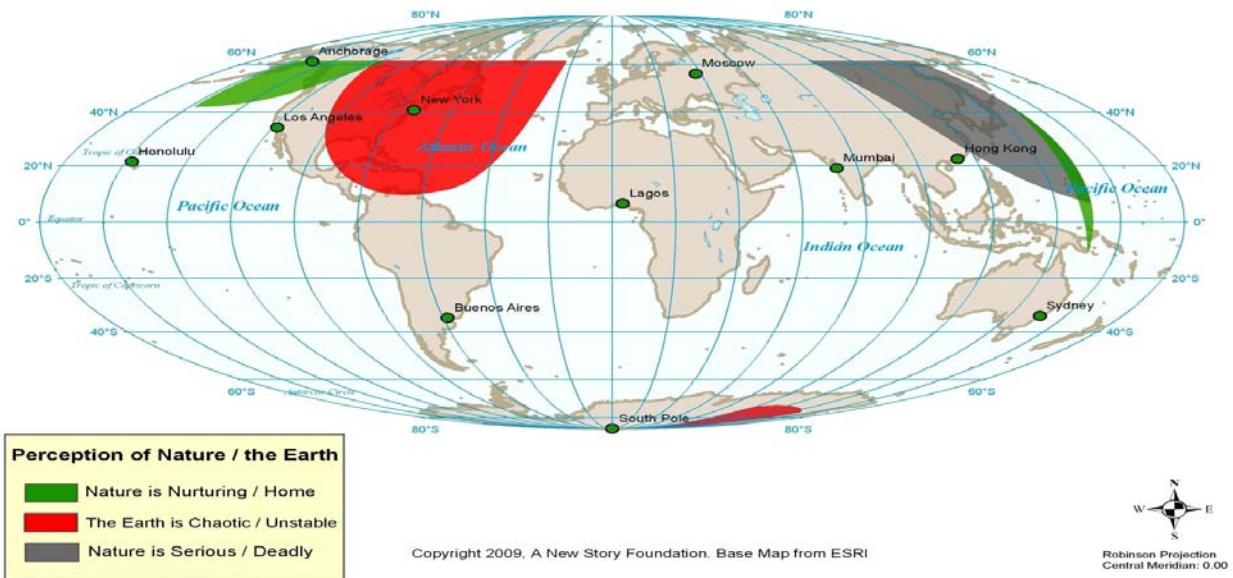 80°N
80°N
60°N
60°N
Anchorage
Moscow
40°N
40°N
New York
Los Angeles
Honolulu
Atlantic Ocean
Hong Kong
Mumbai
20°N
20°N
Pacific Ocean
Pacific Ocean
Lagos
Equator
0°
0°
Indian Ocean
20°S
20°S
Tropic of Capricorn
Buenos Aires
Sydney
40°S
40°S
60°S
60°S
Antarctic Circle
South Pole
80°S
80°S
Perception of Nature / the Earth
Nature is Nurturing / Home
The Earth is Chaotic / Unstable
Nature is Serious / Deadly
Copyright 2009, A New Story Foundation. Base Map from ESRI
N
W
E
S
Robinson Projection
Central Meridian: 0.00